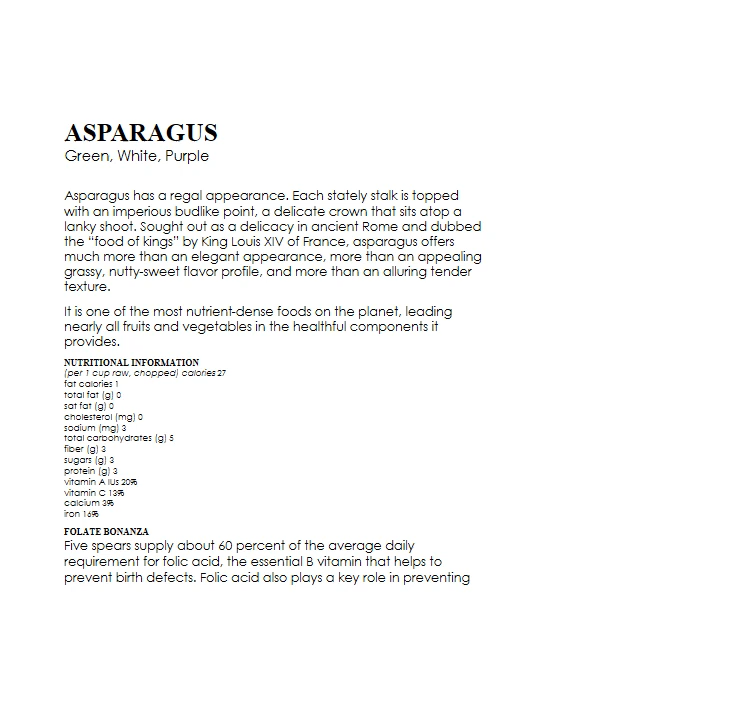 ASPARAGUS
Green, White, Purple
Asparagus has a regal appearance. Each stately stalk is topped
with an imperious budlike point, a delicate crown that sits atop a
lanky shoot. Sought out as a delicacy in ancient Rome and dubbed
the “food of kings” by King Louis XIV of France, asparagus offers
much more than an elegant appearance, more than an appealing
grassy, nutty-sweet flavor profile, and more than an alluring tender
texture.
It is one of the most nutrient-dense foods on the planet, leading
nearly all fruits and vegetables in the healthful components it
provides.
NUTRITIONAL INFORMATION
(per 1 cup raw, chopped) calories 27
fat calories 1
total fat (g) 0
sat fat (g) 0
cholesterol (mg) 0
sodium (mg) 3
total carbohydrates (g) 5
fiber (g) 3
sugars (g) 3
protein (g) 3
vitamin A IUs 20%
vitamin C 13%
calcium 3%
iron 16%
FOLATE BONANZA
Five spears supply about 60 percent of the average daily
requirement for folic acid, the essential B vitamin that helps to
prevent birth defects. Folic acid also plays a key role in preventing